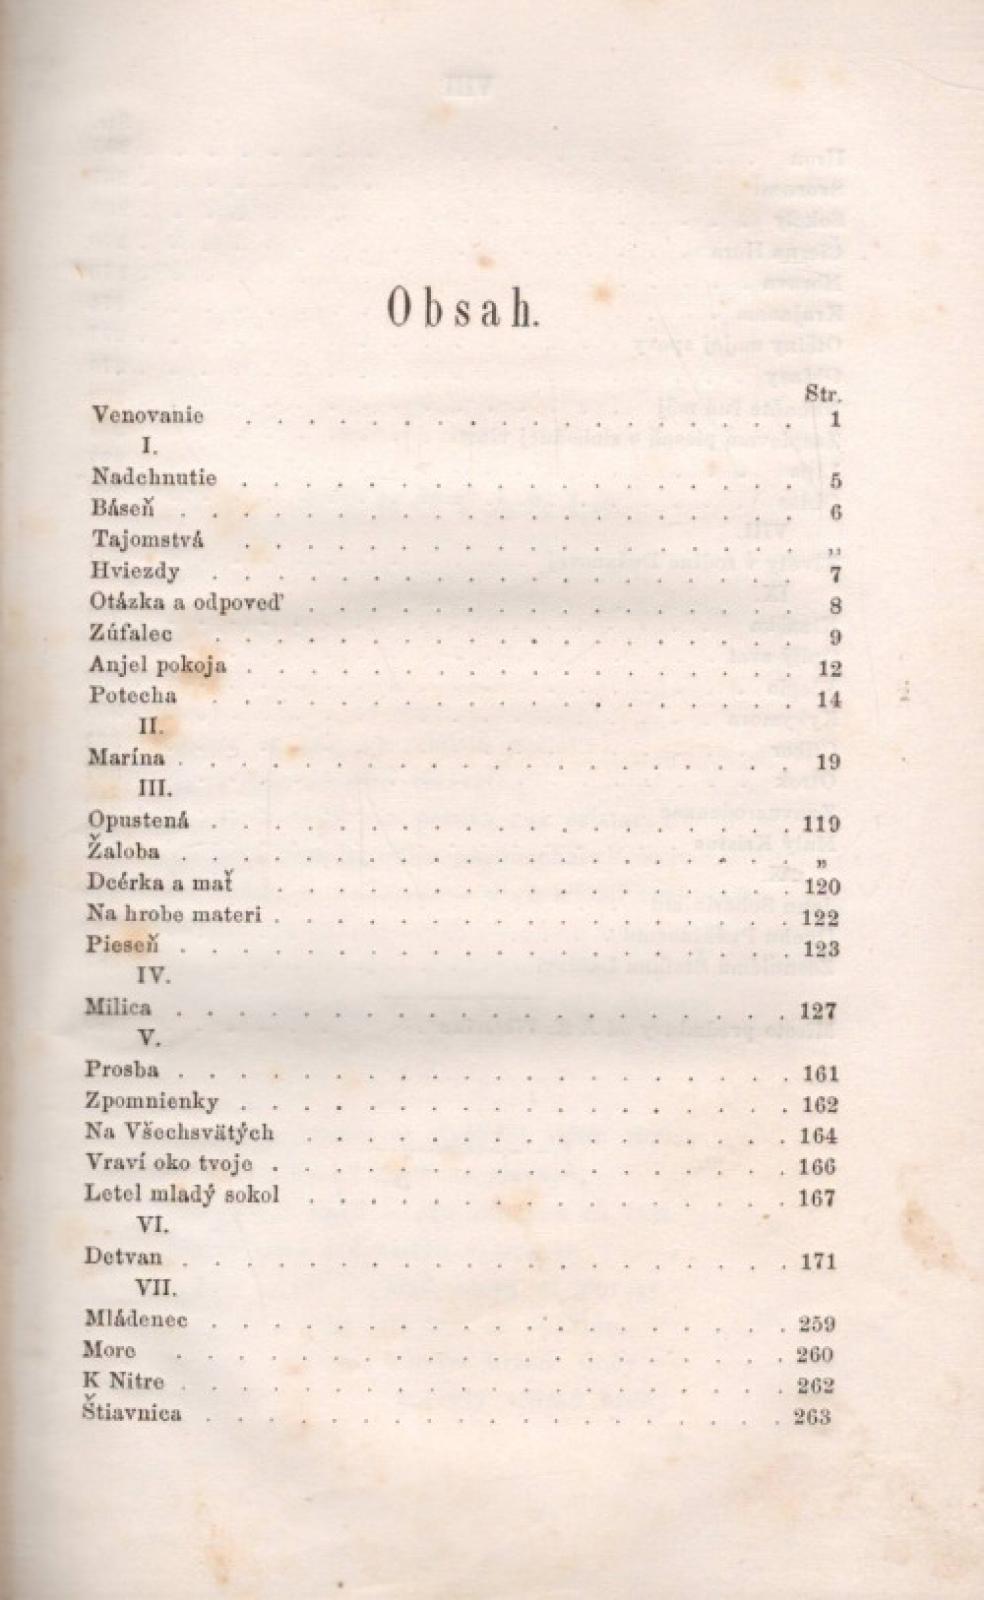 Obsah.
Str.
Venovanie . . . . . . . . . . . . . . . . . . 1
I.
Nadchnutie . . . . . . . . . . . . . . . . . . 5
Báseň . . . . . . . . . . . . . . . . . . . . 6
Tajomstvá . . . . . . . . . . . . . . . . . . „
Hviezdy . . . . . . . . . . . . . . . . . . . 7
Otázka a odpoveď . . . . . . . . . . . . . . . . 8
Zúfalec . . . . . . . . . . . . . . . . . . . 9
Anjel pokoja . . . . . . . . . . . . . . . . . . 12
Potecha . . . . . . . . . . . . . . . . . . . 14
II.
Marína . . . . . . . . . . . . . . . . . . . . 19
III.
Opustená . . . . . . . . . . . . . . . . . . . 119
Žaloba . . . . . . . . . . . . . . . . . . . . „
Dcérka a mať . . . . . . . . . . . . . . . . . 120
Na hrobe materi . . . . . . . . . . . . . . . . . 122
Pieseň . . . . . . . . . . . . . . . . . . . . 123
IV.
Milica . . . . . . . . . . . . . . . . . . . . 127
V.
Prosba . . . . . . . . . . . . . . . . . . . . 161
Zpomnienky . . . . . . . . . . . . . . . . . . 162
Na Všechsvätých . . . . . . . . . . . . . . . . 164
Vraví oko tvoje . . . . . . . . . . . . . . . . . 166
Letel mladý sokol . . . . . . . . . . . . . . . . 167
VI.
Detvan . . . . . . . . . . . . . . . . . . . . 171
VII.
Mládenec . . . . . . . . . . . . . . . . . . . 259
More . . . . . . . . . . . . . . . . . . . . 260
K Nitre . . . . . . . . . . . . . . . . . . . . 262
Štiavnica . . . . . . . . . . . . . . . . . . . 263